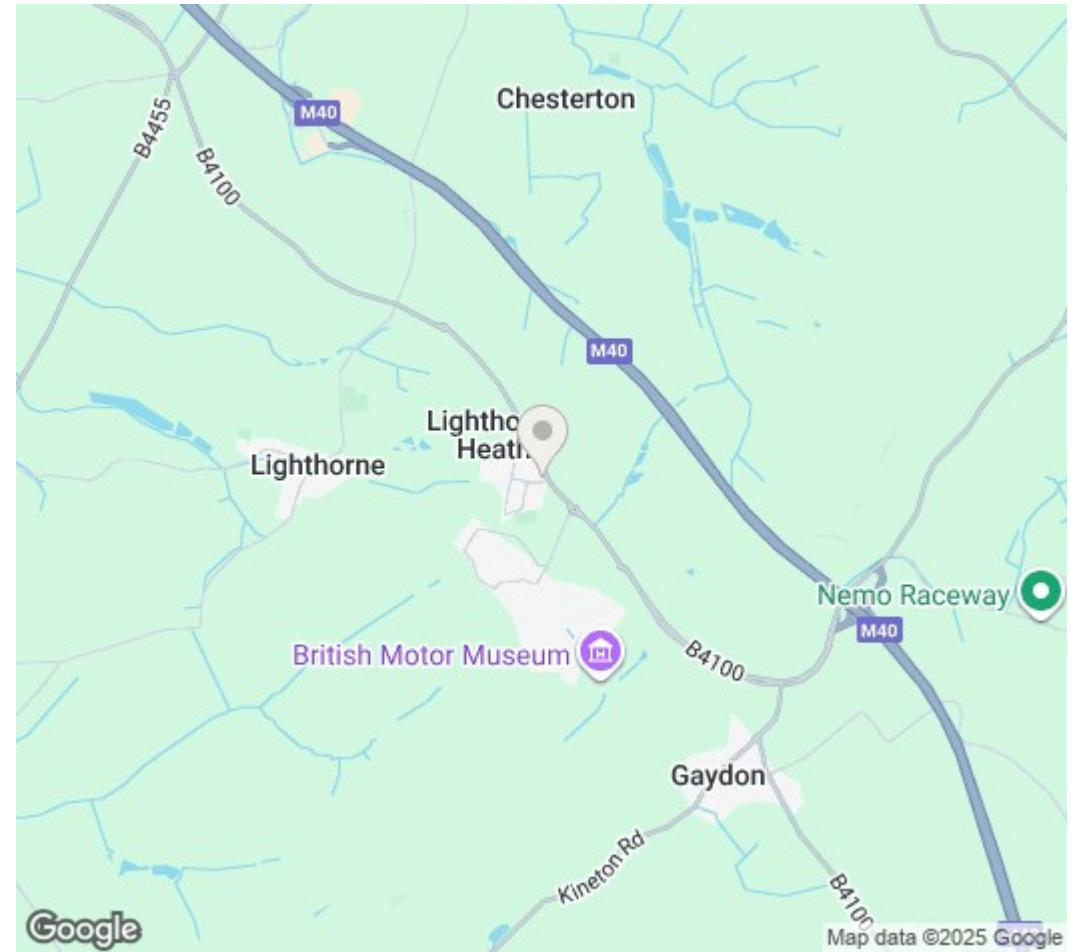 Chesterton
M40
B4455
B4100
M40
Lighthorne
Heath
Lighthorne
Nemo Raceway
M40
British Motor Museum
B4100
Gaydon
Kineton Rd
B4100
Google
Map data ©2025 Google